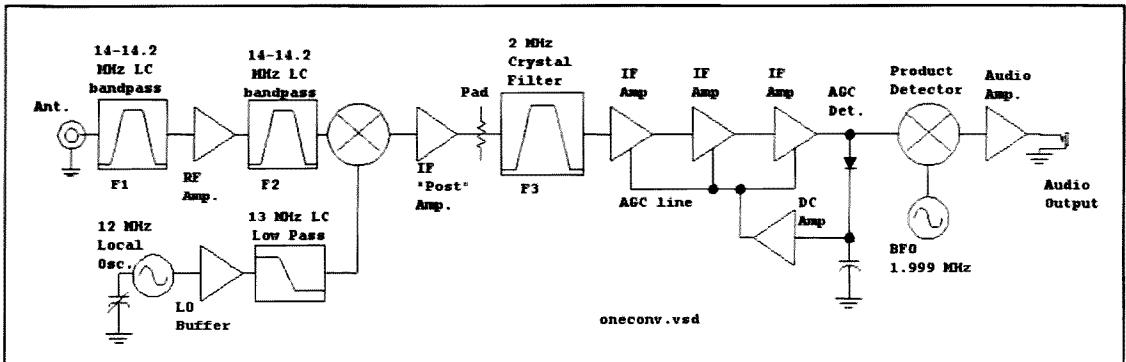 14-14.2
MHz LC
bandpass
14-14.2
MHz LC
bandpass
2 MHz
Crystal
Filter
IF
Amp
IF
Amp
IF
Amp
AGC
Det.
Product
Detector
Audio
Amp.
Ant.
Pad
F1
RF
Amp.
F2
IF
"Post"
Amp.
F3
AGC line
DC
Amp
Audio
Output
12 MHz
Local
Osc.
13 MHz LC
Low Pass
LO
Buffer
BFO
1.999 MHz
oneconv.vsd